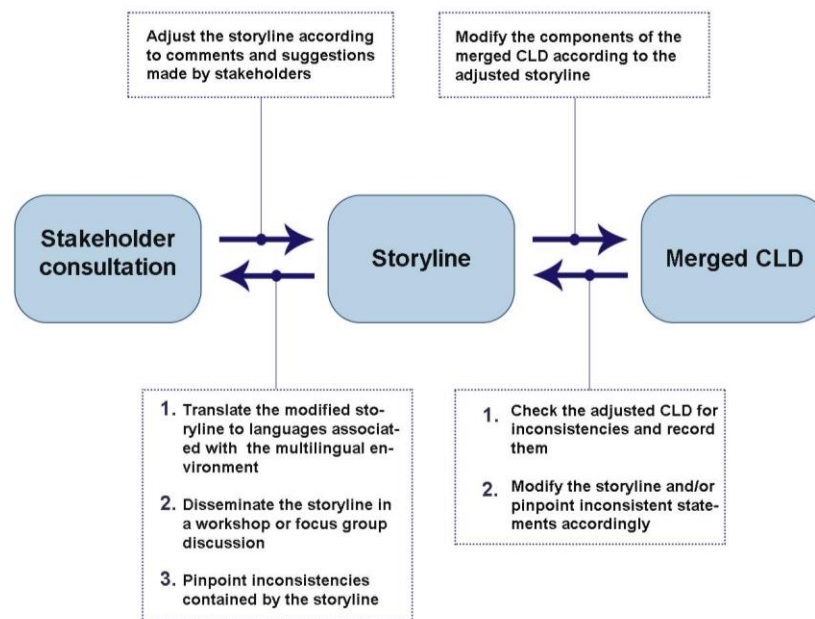 Adjust the storyline according
to comments and suggestions
made by stakeholders
Modify the components of the
merged CLD according to the
adjusted storyline
Stakeholder
consultation
Storyline
Merged CLD
1. Translate the modified sto-
ryline to languages associat-
ed with the multilingual en-
vironment
2. Disseminate the storyline in
a workshop or focus group
discussion
3. Pinpoint inconsistencies
contained by the storyline
1. Check the adjusted CLD for
inconsistencies and record
them
2. Modify the storyline and/or
pinpoint inconsistent state-
ments accordingly